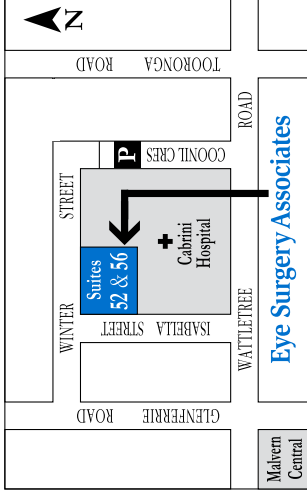 N
TOORONGA ROAD
COONIL CRES
P
WINTER STREET
WATTLETREE ROAD
Suites
52 & 56
Cabrini
Hospital
ISABELLA STREET
GLENFERRIE ROAD
Eye Surgery Associates
Malvern
Central